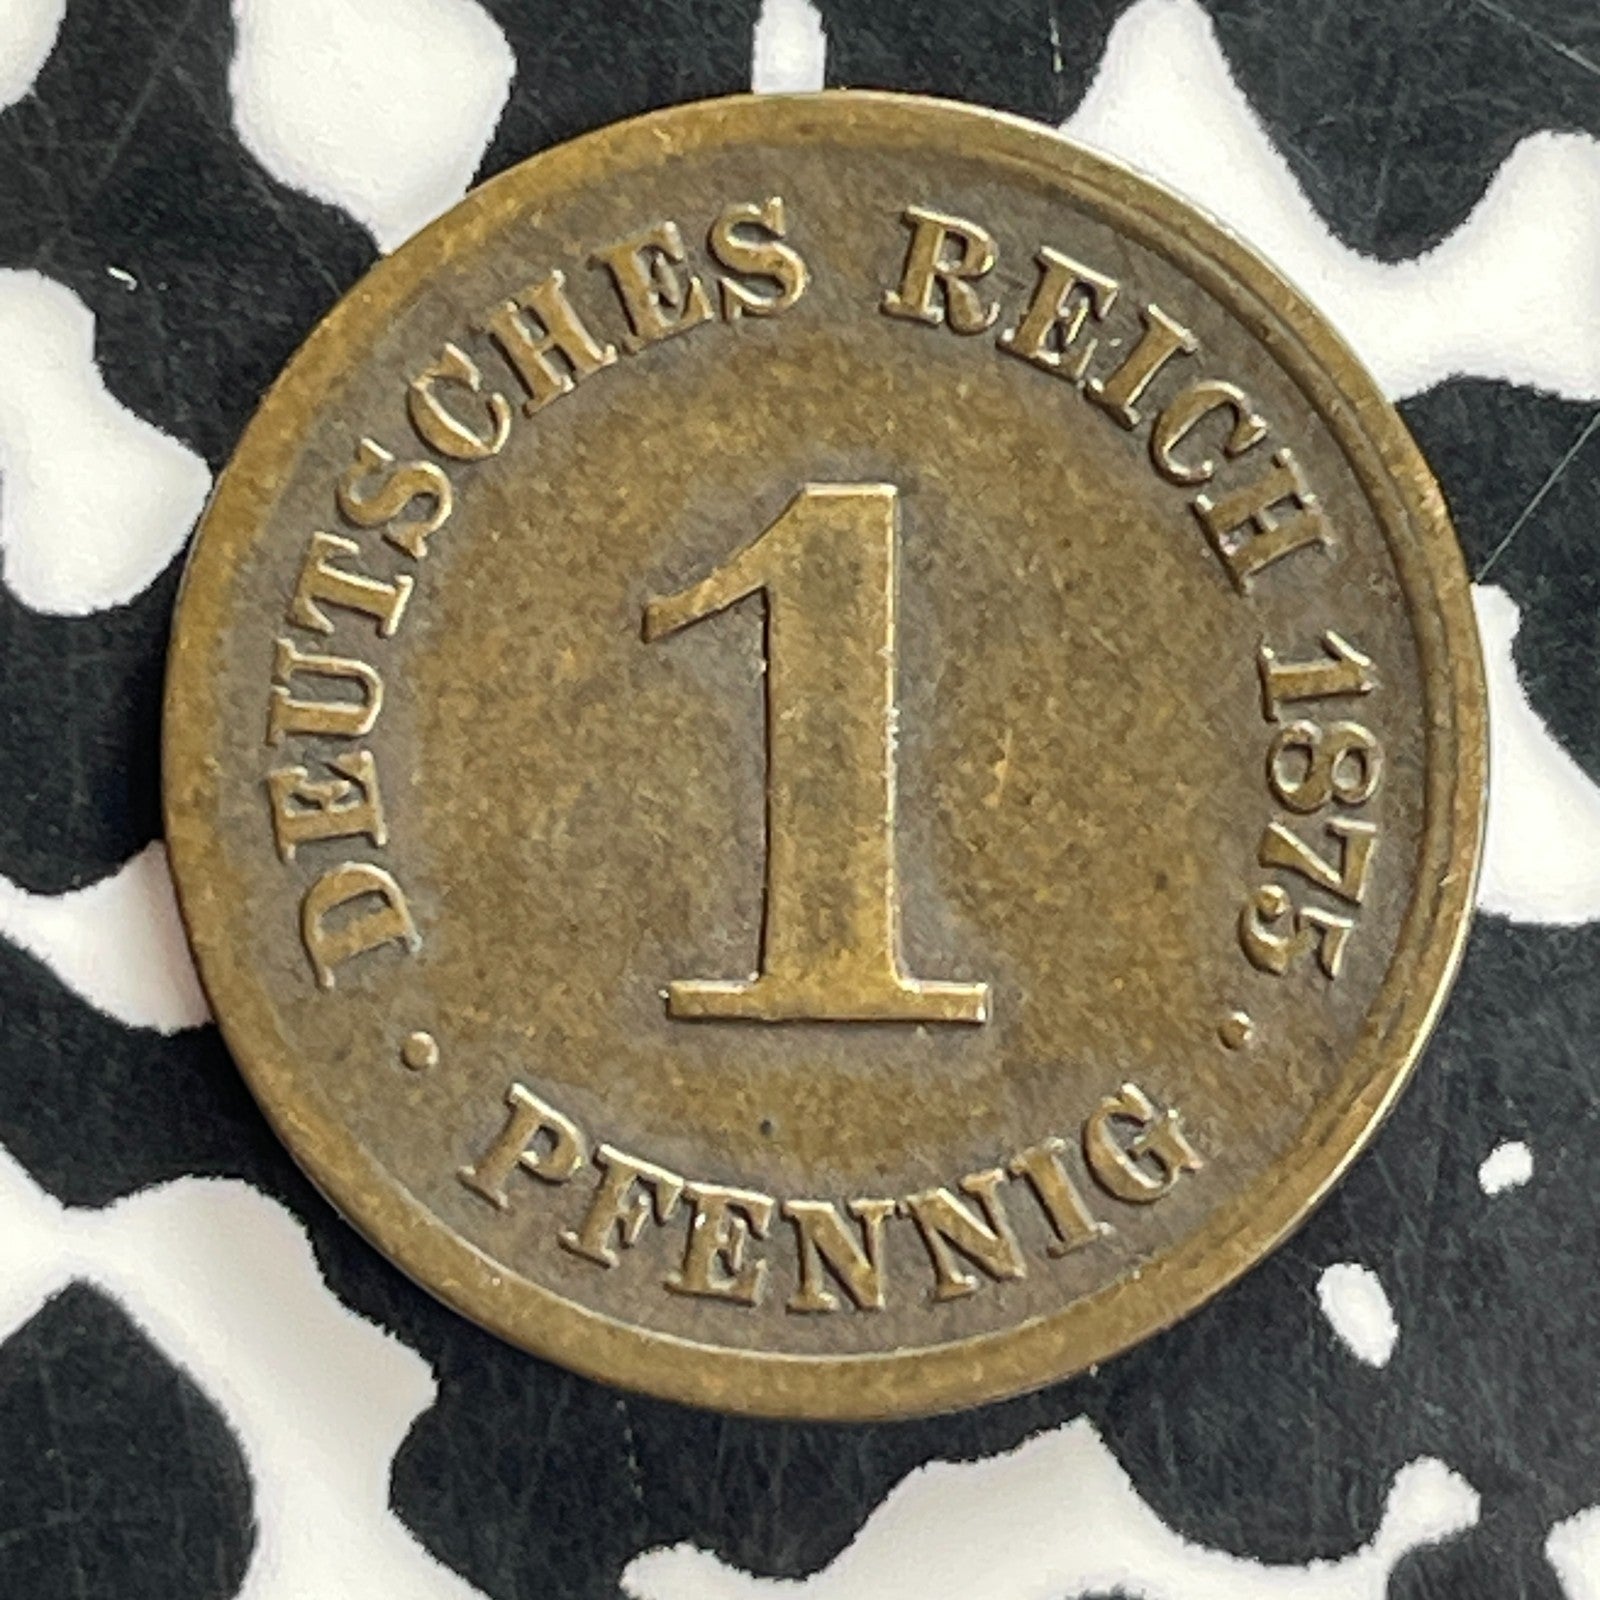 DEUTSCHES REICH 1875
1
· PFENNIG ·